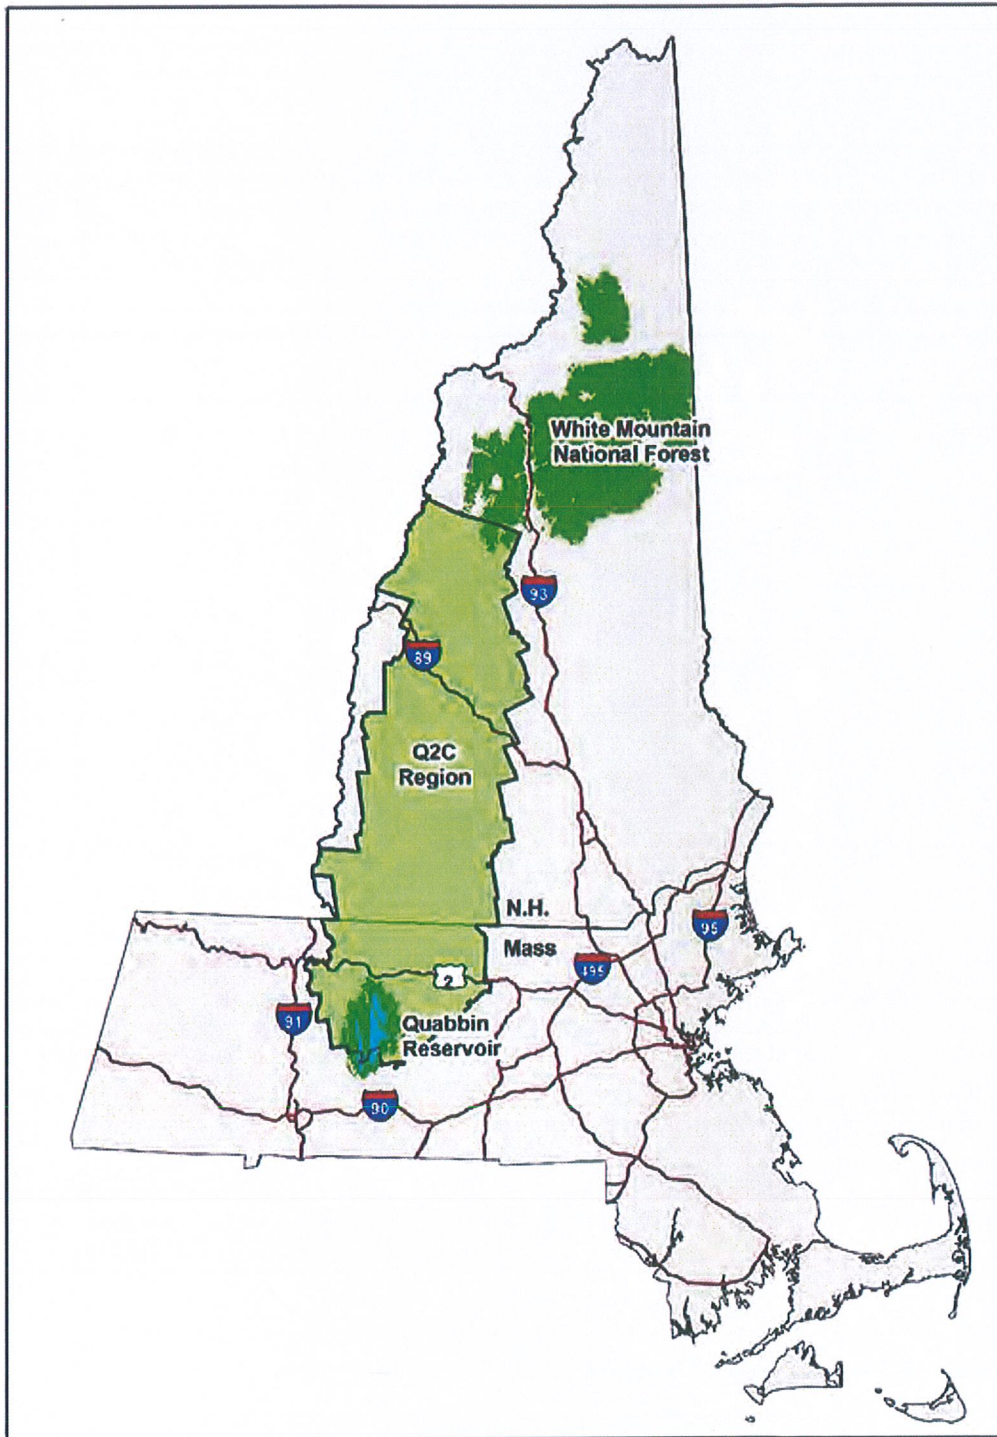 White Mountain
National Forest
93
89
Q2C
Region
N.H.
Mass
95
495
2
91
Quabbin
Reservoir
90